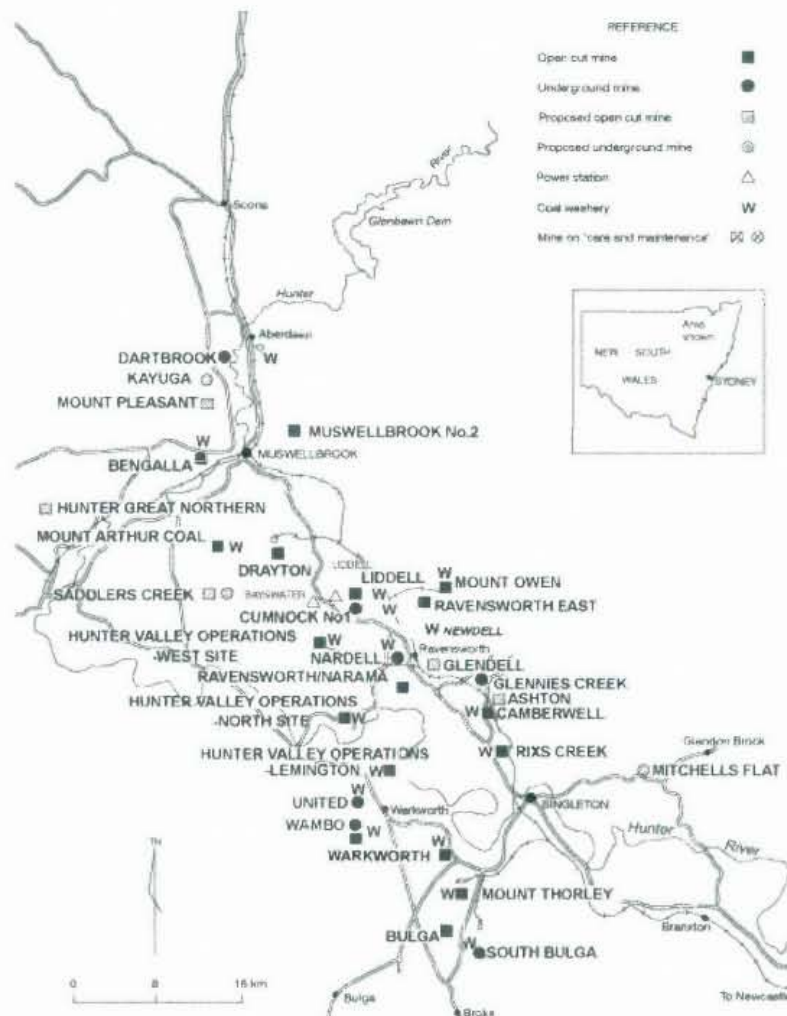 REFERENCE
Open cut mine
Underground mine
Proposed open cut mine
Proposed underground mine
Power station
Coal washery W
Mine on "care and maintenance"
Scone
River
Glenbawn Dam
Hunter
Aberdeen
NEW SOUTH
WALES
Area
shown
SYDNEY
DARTBROOK
W
KAYUGA
MOUNT PLEASANT
MUSWELLBROOK No.2
W
BENGALLA
MUSWELLBROOK
HUNTER GREAT NORTHERN
MOUNT ARTHUR COAL
W
DRAYTON
LIDDELL
LIDDELL
W
W
MOUNT OWEN
SADDLERS CREEK
BAYSWATER
W
RAVENSWORTH EAST
CUMNOCK No1
HUNTER VALLEY OPERATIONS
-WEST SITE
W
W NEWDELL
W
NARDELL
Ravensworth
GLENDELL
RAVENSWORTH/NARAMA
GLENNIES CREEK
ASHTON
HUNTER VALLEY OPERATIONS
-NORTH SITE
W
W
CAMBERWELL
HUNTER VALLEY OPERATIONS
-LEMINGTON
W
W
RIXS CREEK
Glendon Brook
MITCHELLS FLAT
W
UNITED
Warkworth
SINGLETON
WAMBO
W
W
WARKWORTH
Hunter
River
TN
W
MOUNT THORLEY
BULGA
W
SOUTH BULGA
Branxton
0 8 16 km
Bulga
Broke
To Newcastle